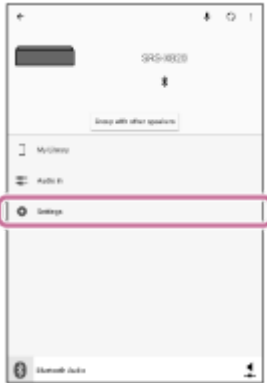 SRS-XB20
Group with other speakers
My Library
Audio in
Settings
Bluetooth Audio